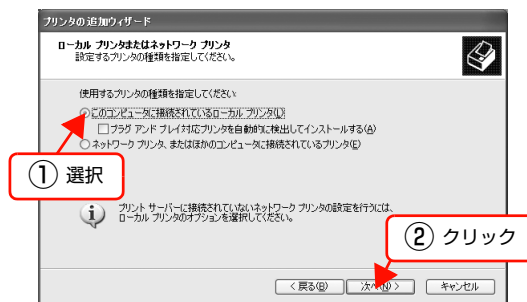 プリンタの追加ウィザード
ローカル プリンタまたはネットワーク プリンタ
設定するプリンタの種類を指定してください。
使用するプリンタの種類を指定してください:
このコンピュータに接続されているローカル プリンタ(L)
プラグ アンド プレイ対応プリンタを自動的に検出してインストールする(A)
ネットワーク プリンタ、またはほかのコンピュータに接続されているプリンタ(E)
① 選択
プリント サーバーに接続されていないネットワーク プリンタの設定を行うには、
ローカル プリンタのオプションを選択してください。
② クリック
< 戻る(B) 次へ(N) > キャンセル